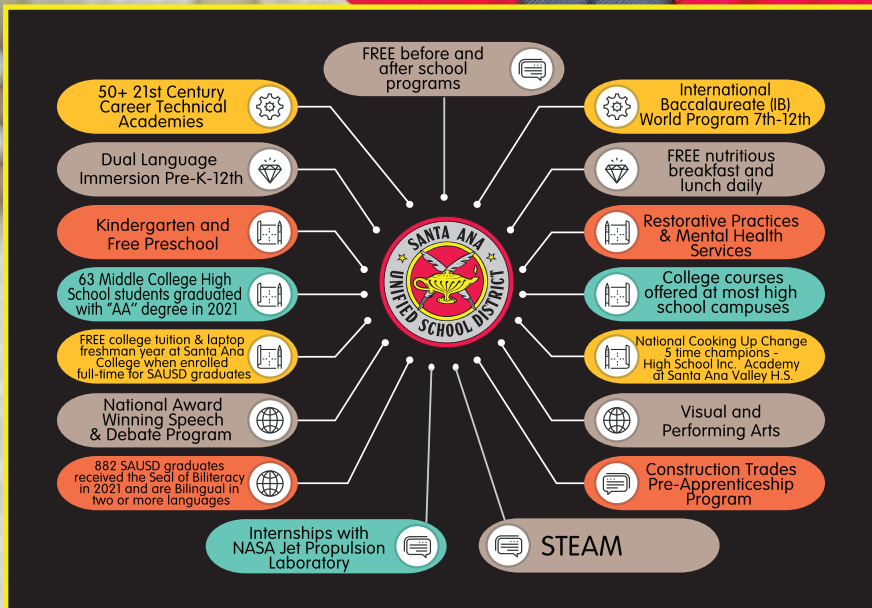 FREE before and
after school
programs
50+ 21st Century
Career Technical
Academies
Dual Language
Immersion Pre-K-12th
Kindergarten and
Free Preschool
63 Middle College High
School students graduated
with “AA” degree in 2021
FREE college tuition & laptop
freshman year at Santa Ana
College when enrolled
full-time for SAUSD graduates
National Award
Winning Speech
& Debate Program
882 SAUSD graduates
received the Seal of Biliteracy
in 2021 and are Bilingual in
two or more languages
Internships with
NASA Jet Propulsion
Laboratory
SANTA ANA
UNIFIED SCHOOL DISTRICT
International
Baccalaureate (IB)
World Program 7th-12th
FREE nutritious
breakfast and
lunch daily
Restorative Practices
& Mental Health
Services
College courses
offered at most high
school campuses
National Cooking Up Change
5 time champions -
High School Inc. Academy
at Santa Ana Valley H.S.
Visual and
Performing Arts
Construction Trades
Pre-Apprenticeship
Program
STEAM